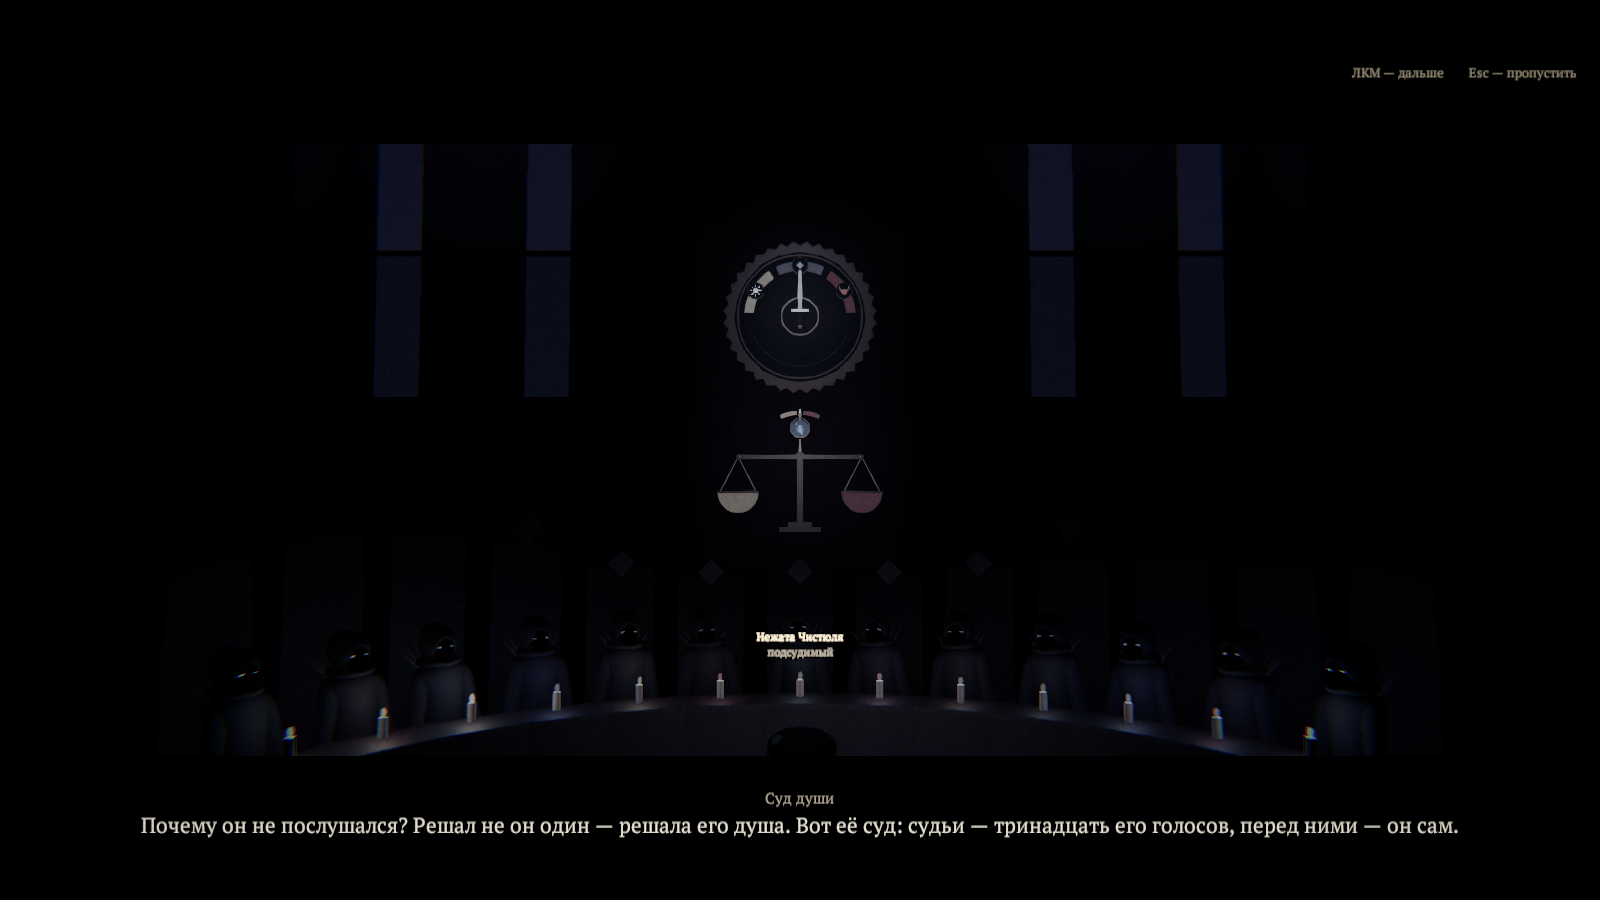 ЛКМ — дальше Esc — пропустить
Нежата Чистюля
подсудимый
Суд души
Почему он не послушался? Решал не он один — решала его душа. Вот её суд: судьи — тринадцать его голосов, перед ними — он сам.